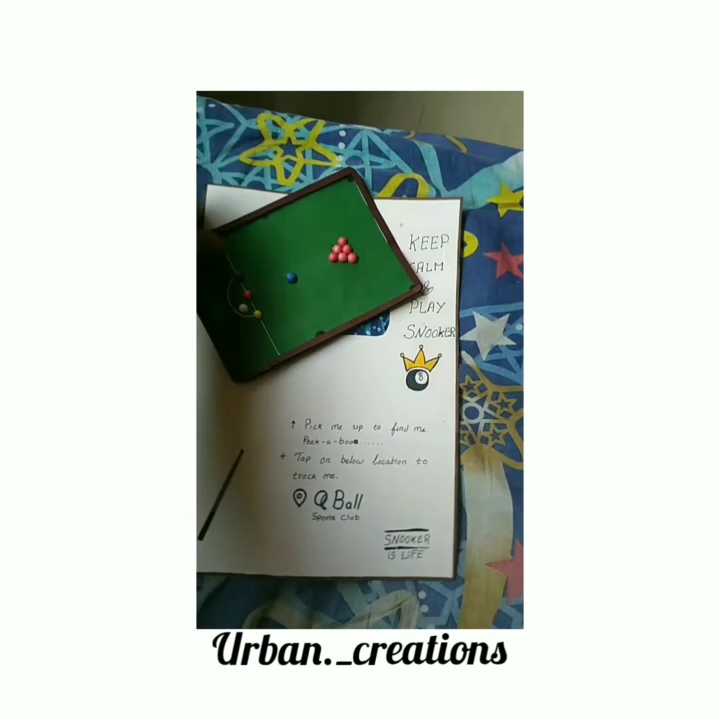 KEEP
CALM
&
PLAY
SNOOKER
8
↑ Pick me up to find me
Peek-a-boo......
+ Tap on below location to
track me.
Q Ball
Sports Club
SNOOKER
IS LIFE
Urban._creations